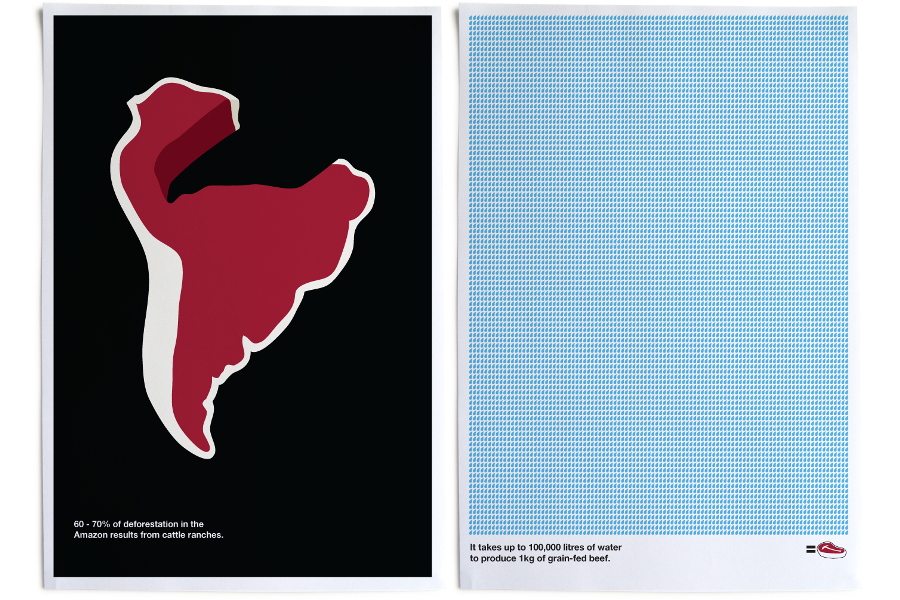 60 - 70% of deforestation in the
Amazon results from cattle ranches.
It takes up to 100,000 litres of water
to produce 1kg of grain-fed beef.
=